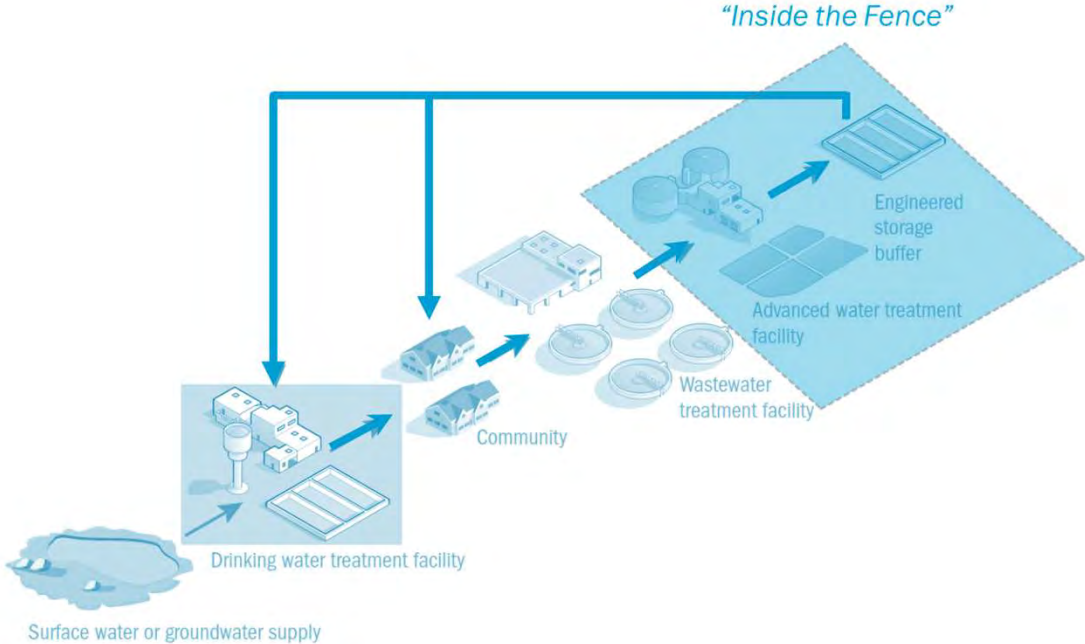 "Inside the Fence"
Engineered
storage
buffer
Advanced water treatment
facility
Wastewater
treatment facility
Community
Drinking water treatment facility
Surface water or groundwater supply